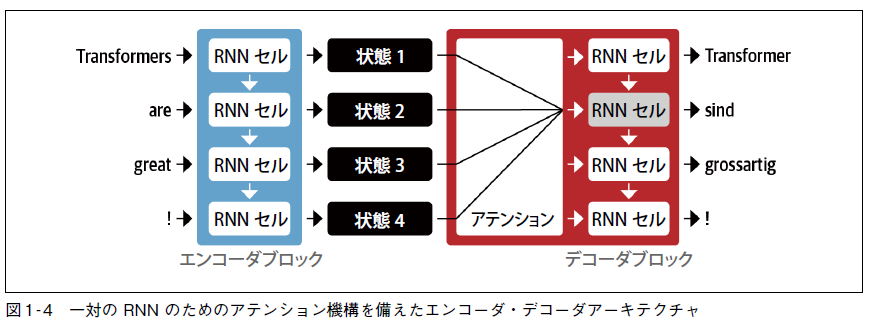 Transformers RNN セル 状態 1 RNN セル Transformer
are RNN セル 状態 2 RNN セル sind
great RNN セル 状態 3 RNN セル grossartig
! RNN セル 状態 4 アテンション RNN セル !
エンコーダブロック デコーダブロック
図1-4 一対の RNN のためのアテンション機構を備えたエンコーダ・デコーダアーキテクチャ